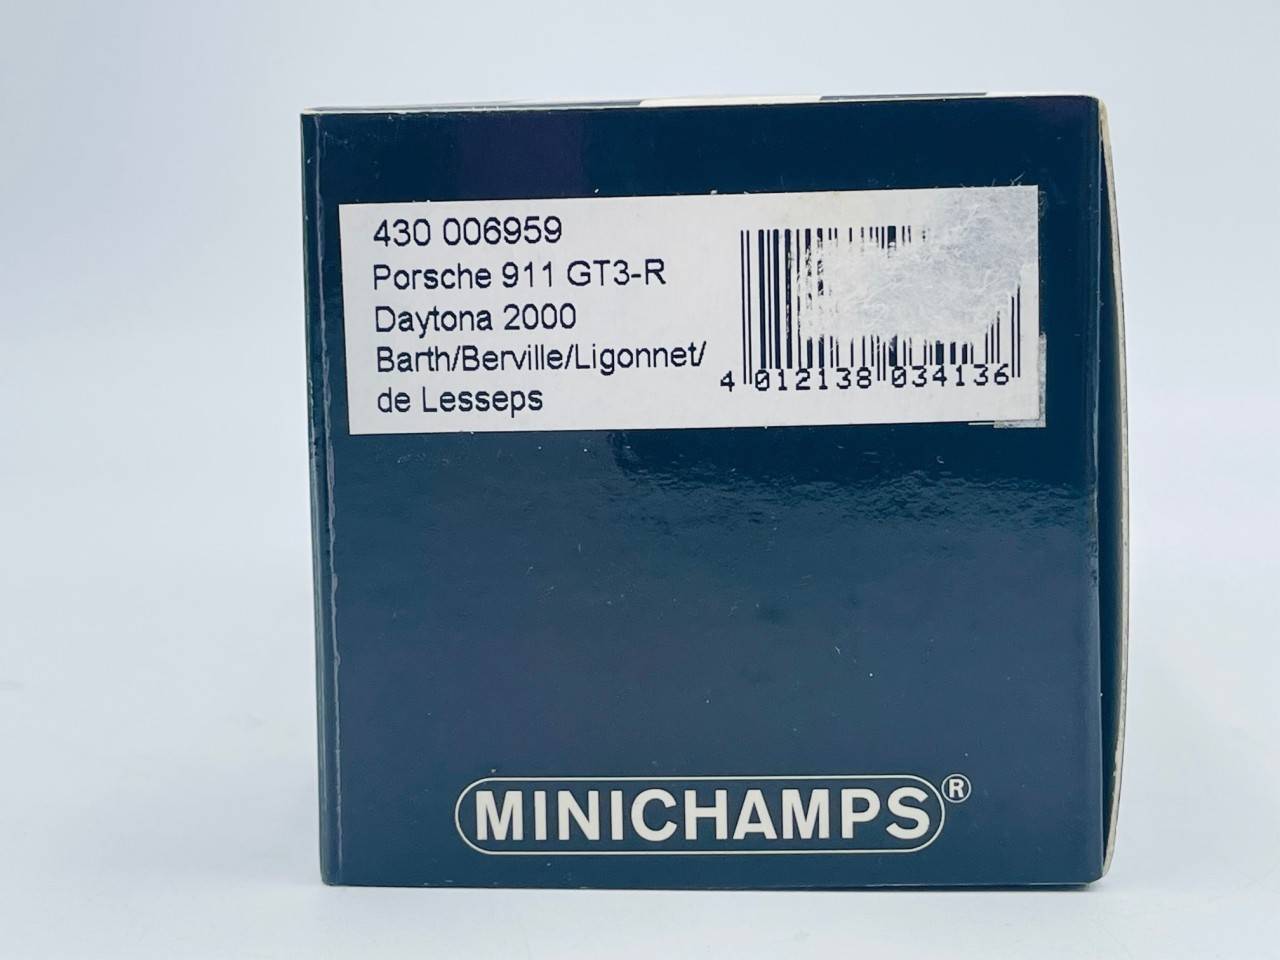 430 006959
Porsche 911 GT3-R
Daytona 2000
Barth/Berville/Ligonnet/
de Lesseps
4 012138 034136
MINICHAMPS®